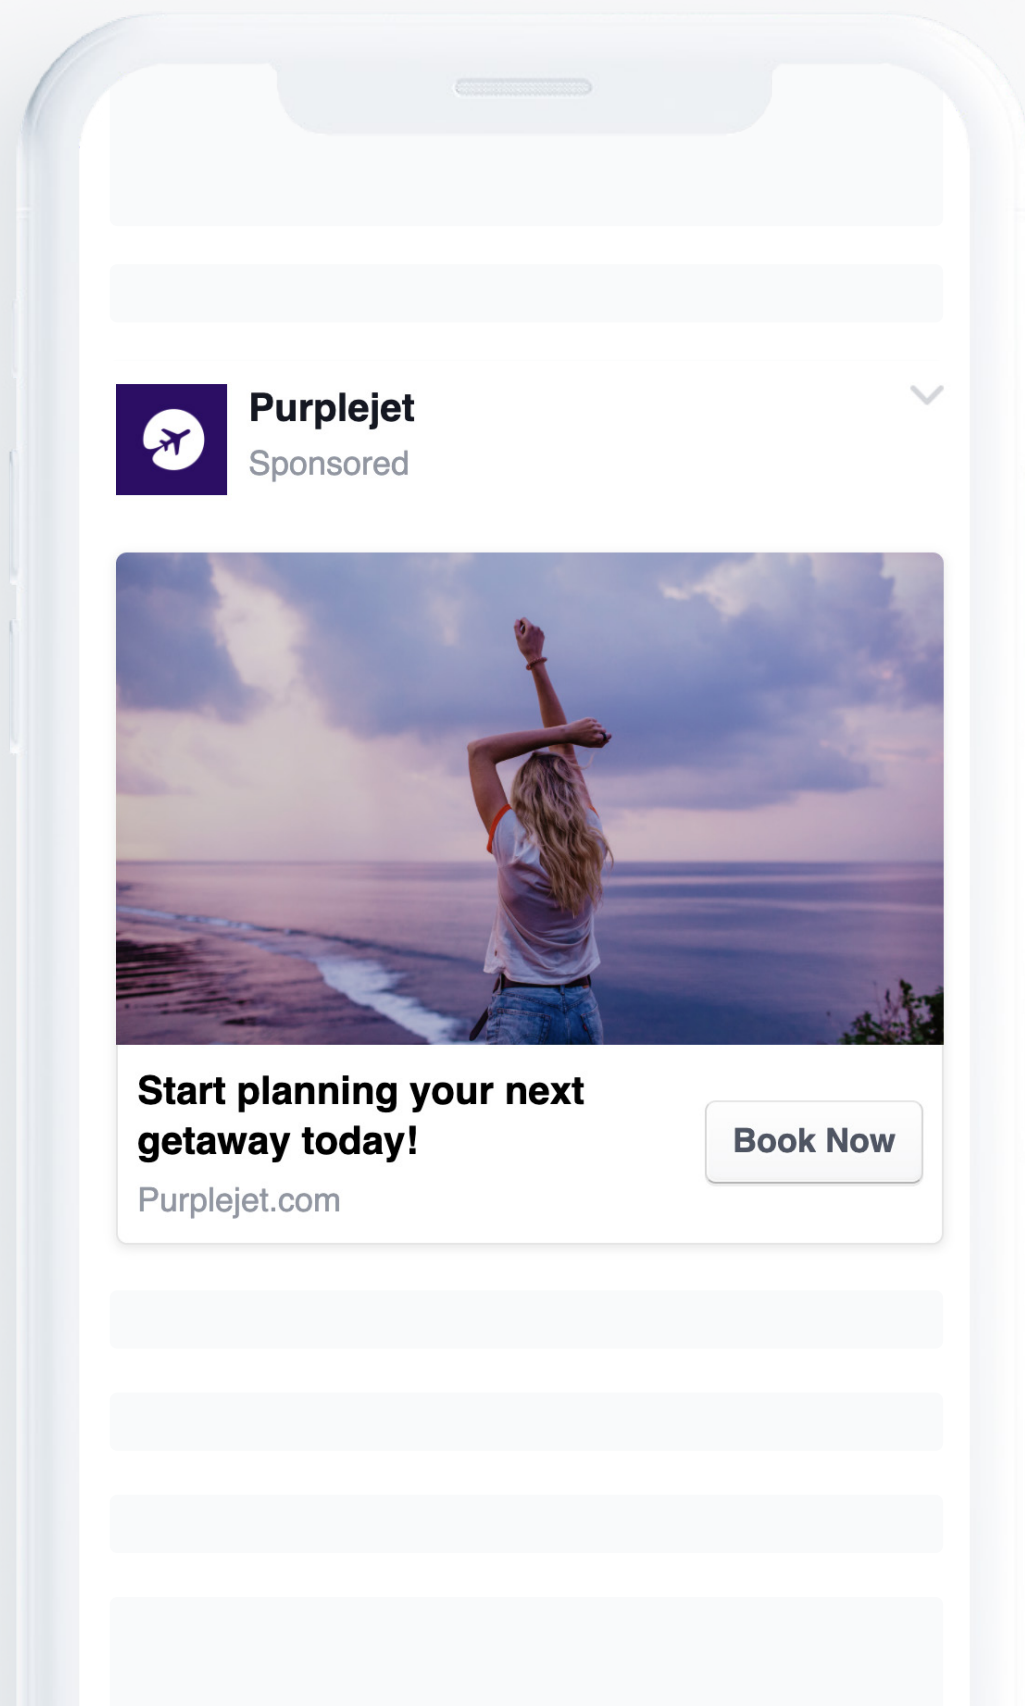 Purplejet
Sponsored
Start planning your next
getaway today!
Book Now
Purplejet.com